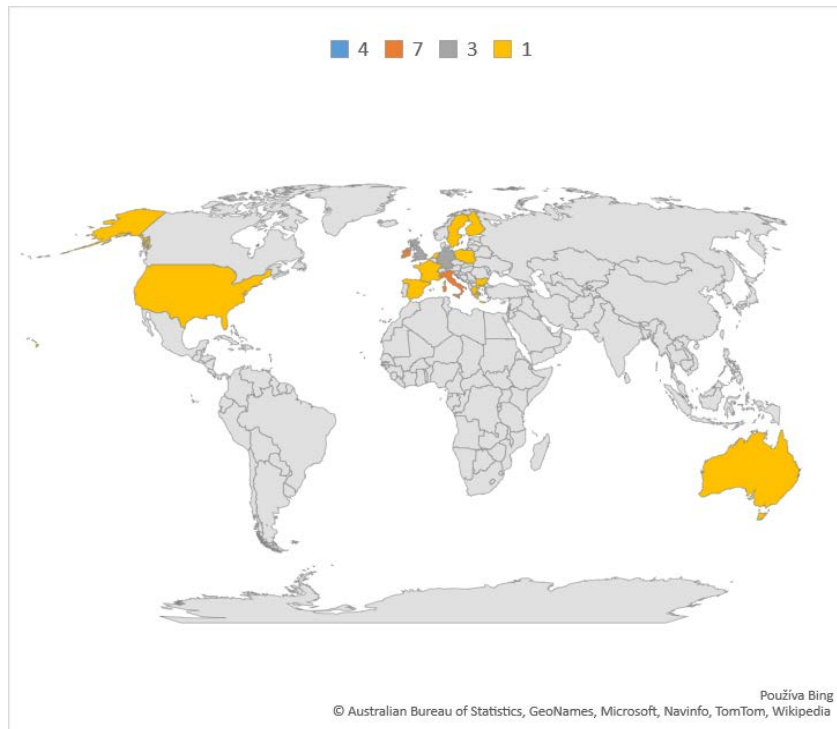 4 7 3 1
Používa Bing
© Australian Bureau of Statistics, GeoNames, Microsoft, Navinfo, TomTom, Wikipedia